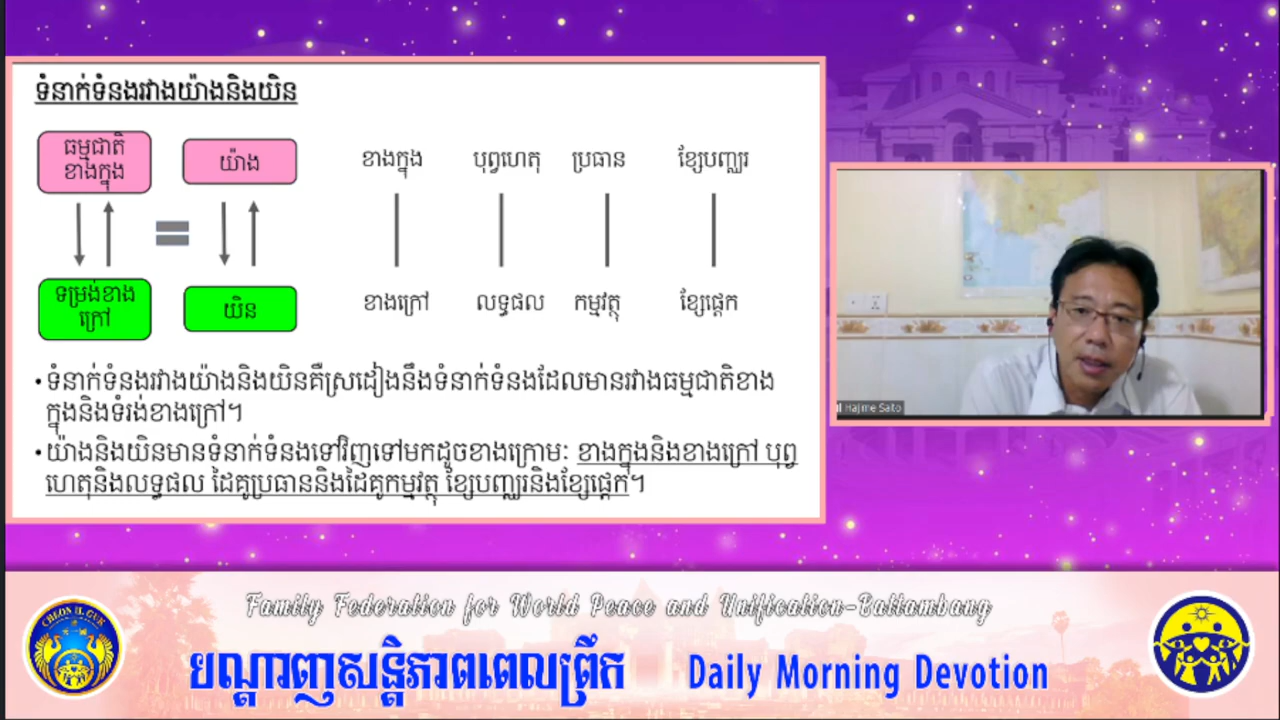 ទំនាក់ទំនងរវាងយ៉ាងនិងយិន
ធម្មជាតិ
ខាងក្នុង
យ៉ាង
ខាងក្នុង
បុព្វហេតុ
ប្រធាន
ខ្សែបញ្ឈរ
ទម្រង់ខាង
ក្រៅ
យិន
ខាងក្រៅ
លទ្ធផល
កម្មវត្ថុ
ខ្សែផ្ដេក
• ទំនាក់ទំនងរវាងយ៉ាងនិងយិនគឺស្រដៀងនឹងទំនាក់ទំនងដែលមានរវាងធម្មជាតិខាង
ក្នុងនិងទំរង់ខាងក្រៅ។
• យ៉ាងនិងយិនមានទំនាក់ទំនងទៅវិញទៅមកដូចខាងក្រោម: ខាងក្នុងនិងខាងក្រៅ បុព្វ
ហេតុនិងលទ្ធផល ដៃគូប្រធាននិងដៃគូកម្មវត្ថុ ខ្សែបញ្ឈរនិងខ្សែផ្ដេក។
Hajime Saito
Family Federation for World Peace and Unification-Battambang
CHEON IL GUK
បណ្ដាញសន្តិភាពពេលព្រឹក
Daily Morning Devotion